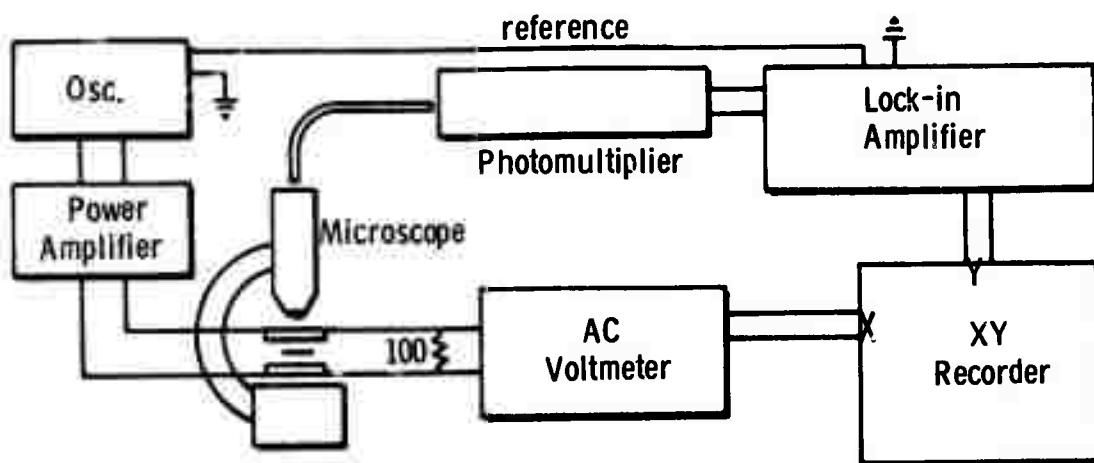 reference
Osc.
Photomultiplier
Lock-in
Amplifier
Power
Amplifier
Microscope
100
AC
Voltmeter
X
Y
XY
Recorder